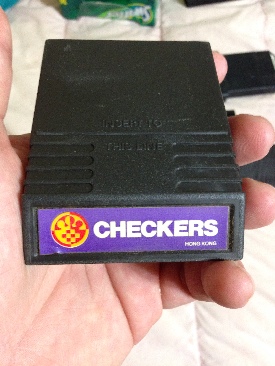 INSERT TO
THIS LINE
CHECKERS
HONG KONG